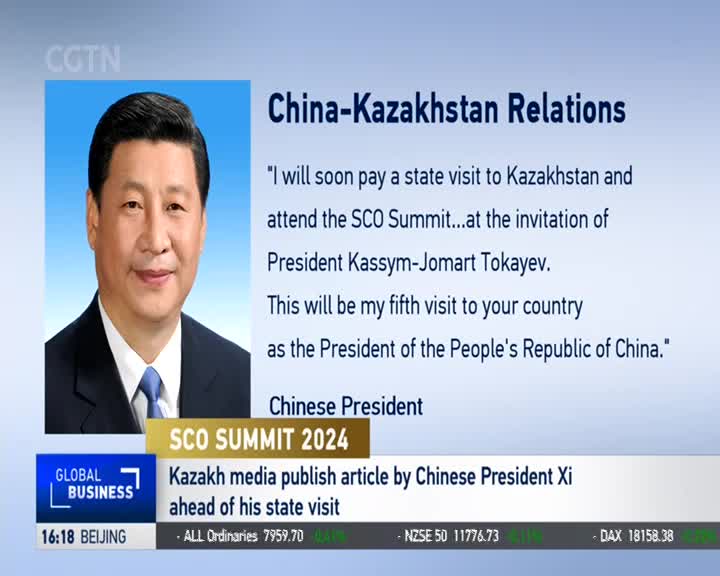 CGTN
China-Kazakhstan Relations
"I will soon pay a state visit to Kazakhstan and
attend the SCO Summit...at the invitation of
President Kassym-Jomart Tokayev.
This will be my fifth visit to your country
as the President of the People's Republic of China."
Chinese President
SCO SUMMIT 2024
GLOBAL
BUSINESS
Kazakh media publish article by Chinese President Xi
ahead of his state visit
16:18 BEIJING
- ALL Ordinaries 7959.70 -0.41% - NZSE 50 11776.73 -0.11% - DAX 18158.38